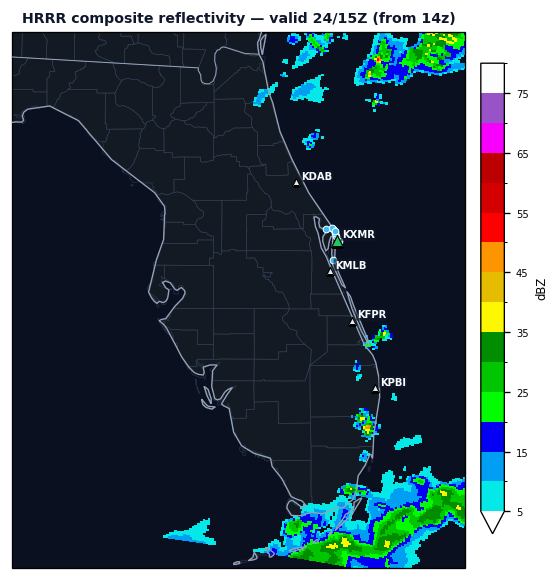 HRRR composite reflectivity — valid 24/15Z (from 14z)
KDAB
KXMR
KMLB
KFPR
KPBI
75
65
55
45
35
25
15
5
dBZ